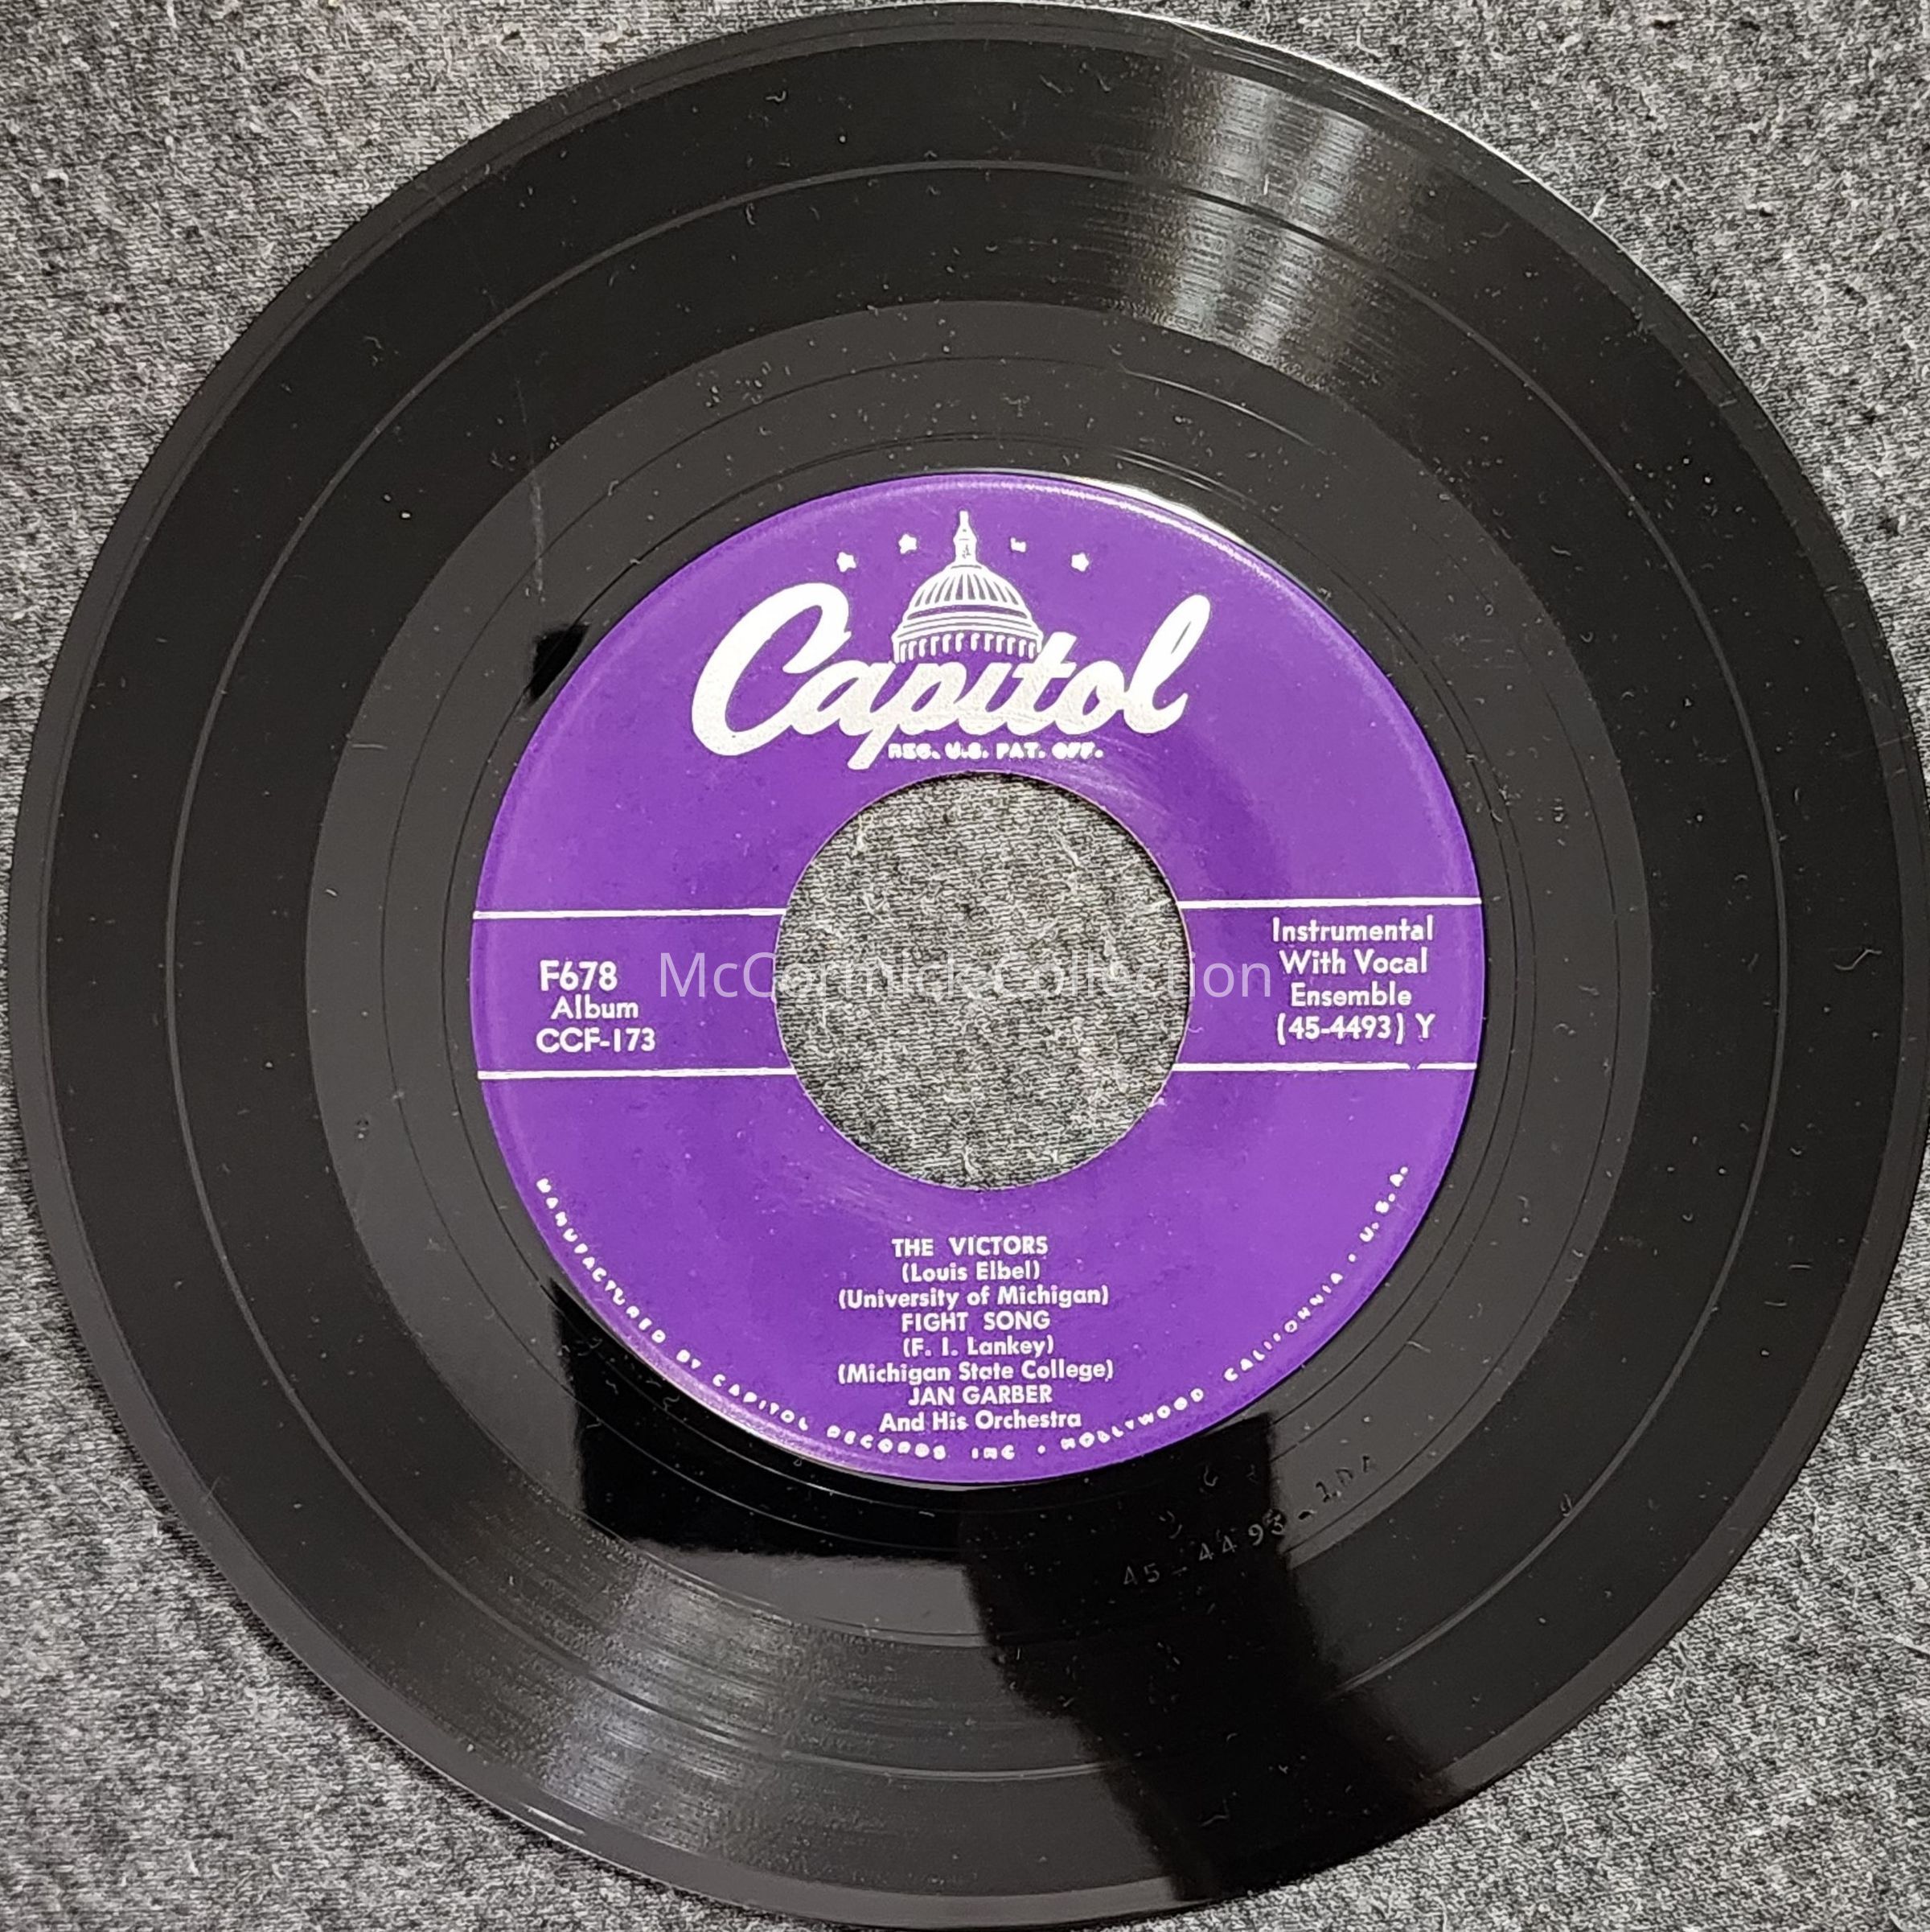 Capitol
REG. U.S. PAT. OFF.
F678
Album
CCF-173
Instrumental
With Vocal
Ensemble
(45-4493) Y
McCormickCollection
THE VICTORS
(Louis Elbel)
(University of Michigan)
FIGHT SONG
(F. I. Lankey)
(Michigan State College)
JAN GARBER
And His Orchestra
MANUFACTURED BY CAPITOL RECORDS INC • HOLLYWOOD CALIFORNIA • U. S. A.
45-4493-1DA